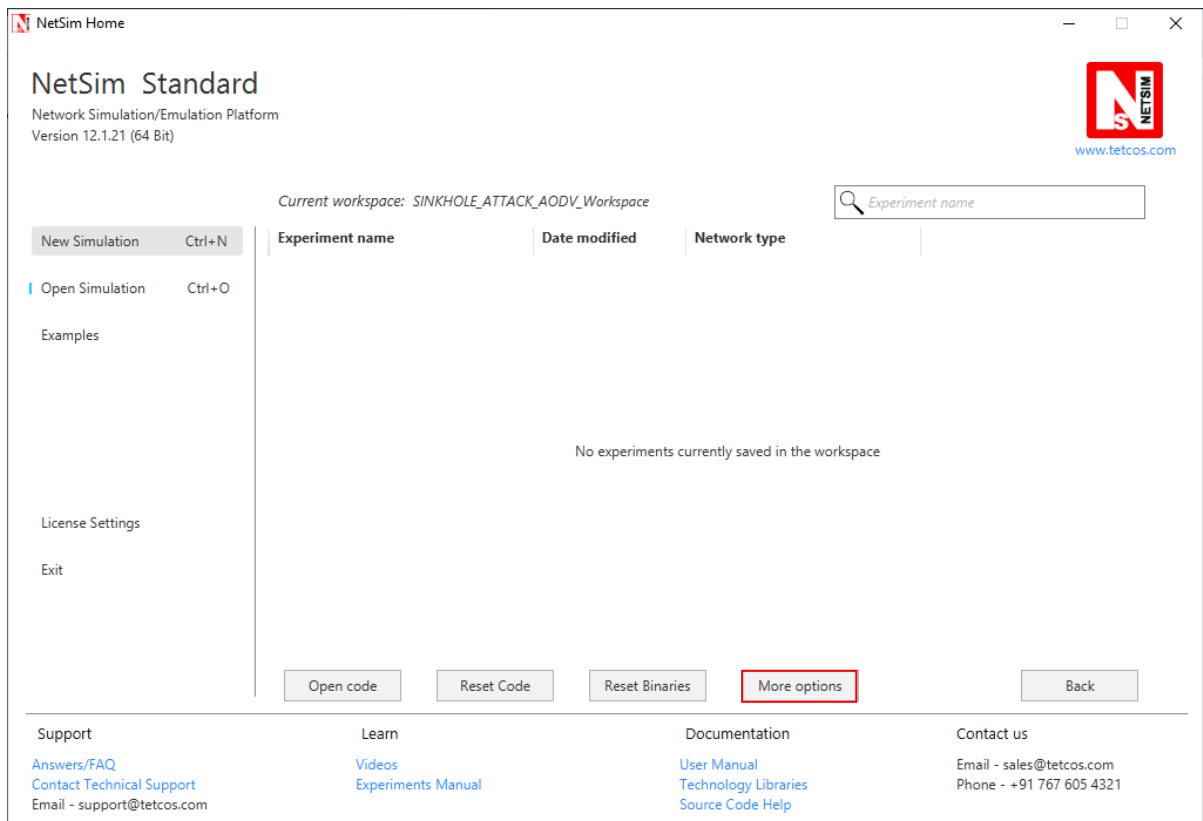 NetSim Home
NetSim Standard
Network Simulation/Emulation Platform
Version 12.1.21 (64 Bit)
N
S
NETSIM
www.tetcos.com
Current workspace: SINKHOLE_ATTACK_AODV_Workspace
Experiment name
New Simulation Ctrl+N
Experiment name Date modified Network type
Open Simulation Ctrl+O
Examples
No experiments currently saved in the workspace
License Settings
Exit
Open code Reset Code Reset Binaries More options Back
Support Learn Documentation Contact us
Answers/FAQ Videos User Manual Email - sales@tetcos.com
Contact Technical Support Experiments Manual Technology Libraries Phone - +91 767 605 4321
Email - support@tetcos.com Source Code Help